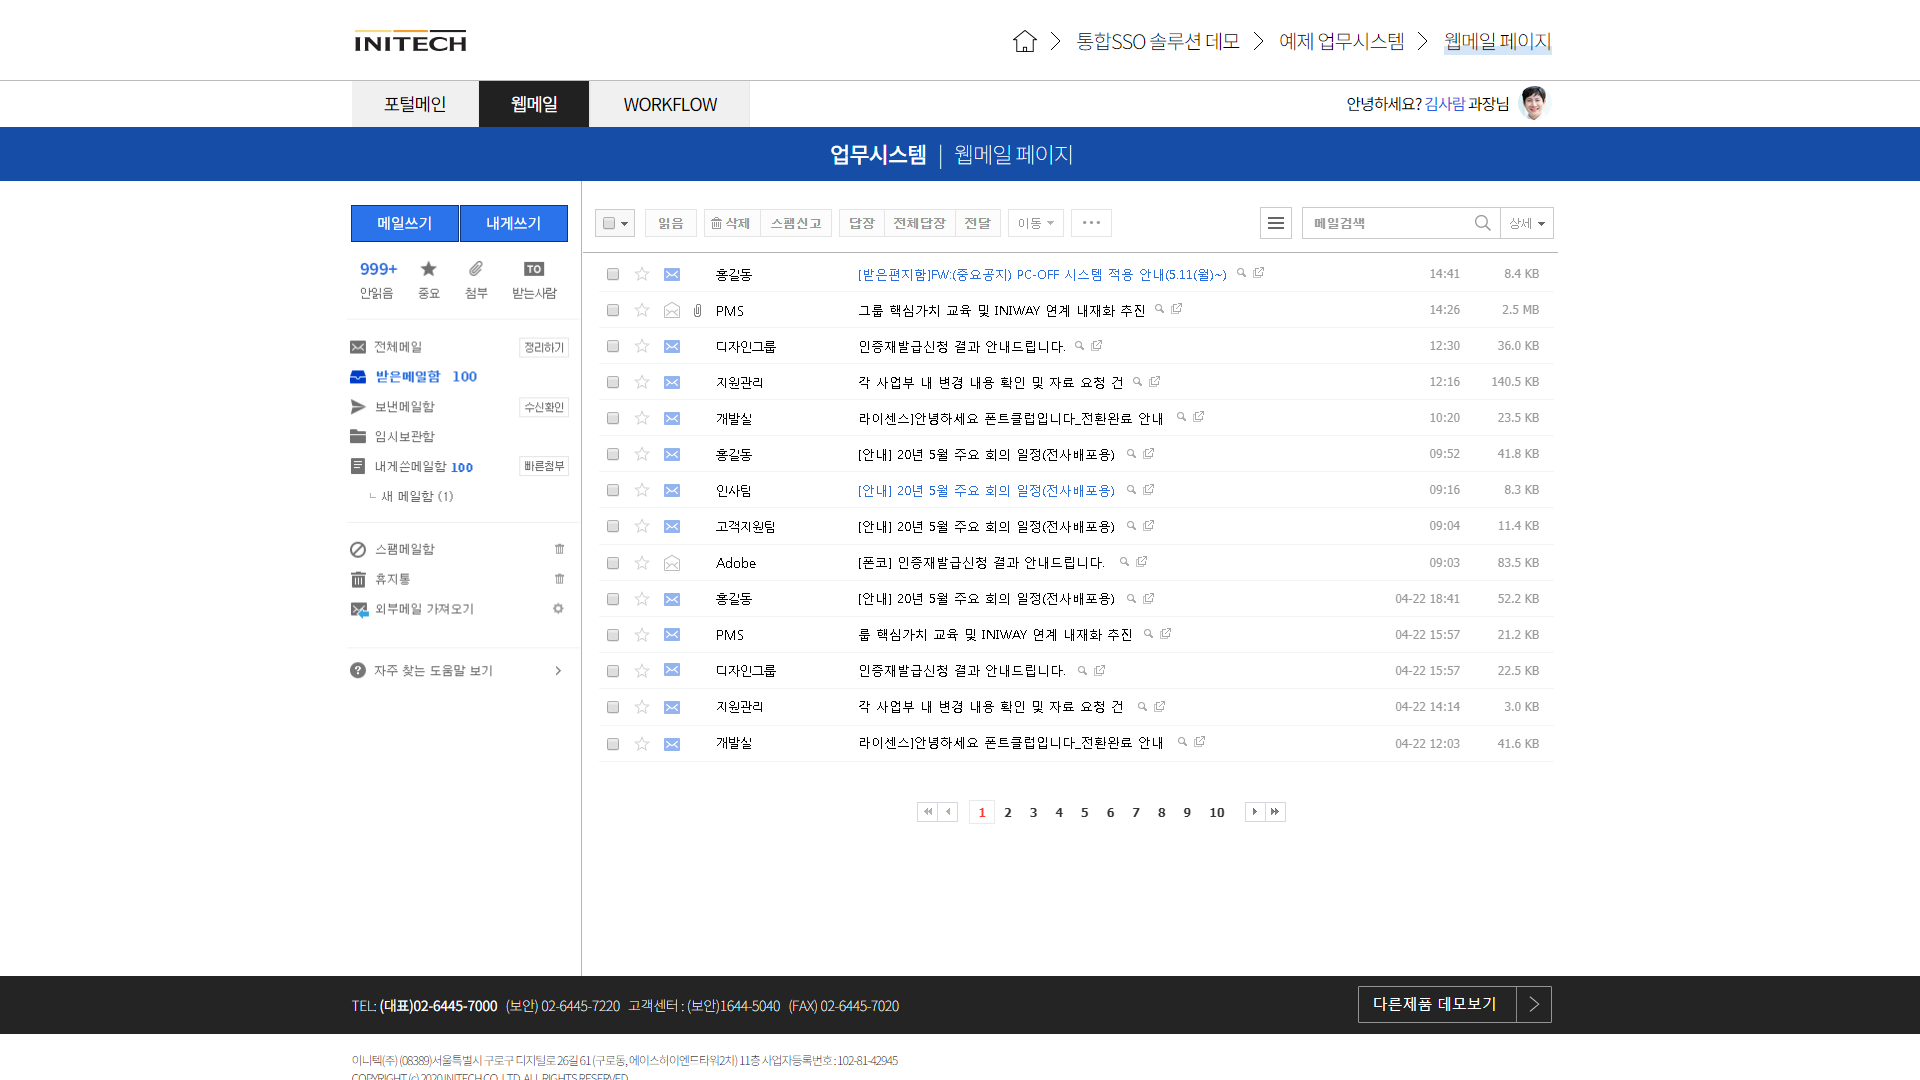 INITECH
통합SSO 솔루션 데모 > 예제 업무시스템 > 웹메일 페이지
포털메인 웹메일 WORKFLOW
안녕하세요? 김사람 과장님
업무시스템 | 웹메일 페이지
메일쓰기 내게쓰기
999+ TO
안읽음 중요 첨부 받는사람
전체메일 정리하기
받은메일함 100
보낸메일함 수신확인
임시보관함
내게쓴메일함 100 빠른첨부
새 메일함 (1)
스팸메일함
휴지통
외부메일 가져오기
자주 찾는 도움말 보기
읽음 삭제 스팸신고 답장 전체답장 전달 이동 ··· 메일검색 상세
홍길동 [받은편지함]FW:(중요공지) PC-OFF 시스템 적용 안내(5.11(월)~) 14:41 8.4 KB
PMS 그룹 핵심가치 교육 및 INIWAY 연계 내재화 추진 14:26 2.5 MB
디자인그룹 인증재발급신청 결과 안내드립니다. 12:30 36.0 KB
지원관리 각 사업부 내 변경 내용 확인 및 자료 요청 건 12:16 140.5 KB
개발실 라이센스]안녕하세요 폰트클럽입니다_전환완료 안내 10:20 23.5 KB
홍길동 [안내] 20년 5월 주요 회의 일정(전사배포용) 09:52 41.8 KB
인사팀 [안내] 20년 5월 주요 회의 일정(전사배포용) 09:16 8.3 KB
고객지원팀 [안내] 20년 5월 주요 회의 일정(전사배포용) 09:04 11.4 KB
Adobe [폰코] 인증재발급신청 결과 안내드립니다. 09:03 83.5 KB
홍길동 [안내] 20년 5월 주요 회의 일정(전사배포용) 04-22 18:41 52.2 KB
PMS 룹 핵심가치 교육 및 INIWAY 연계 내재화 추진 04-22 15:57 21.2 KB
디자인그룹 인증재발급신청 결과 안내드립니다. 04-22 15:57 22.5 KB
지원관리 각 사업부 내 변경 내용 확인 및 자료 요청 건 04-22 14:14 3.0 KB
개발실 라이센스]안녕하세요 폰트클럽입니다_전환완료 안내 04-22 12:03 41.6 KB
1 2 3 4 5 6 7 8 9 10
TEL: (대표)02-6445-7000 (보안) 02-6445-7220 고객센터 : (보안)1644-5040 (FAX) 02-6445-7020
다른제품 데모보기
이니텍(주) (08389)서울특별시 구로구 디지털로 26길 61 (구로동, 에이스하이엔드타워2차) 11층 사업자등록번호 : 102-81-42945
COPYRIGHT (c) 2020 INITECH CO., LTD. ALL RIGHTS RESERVED.